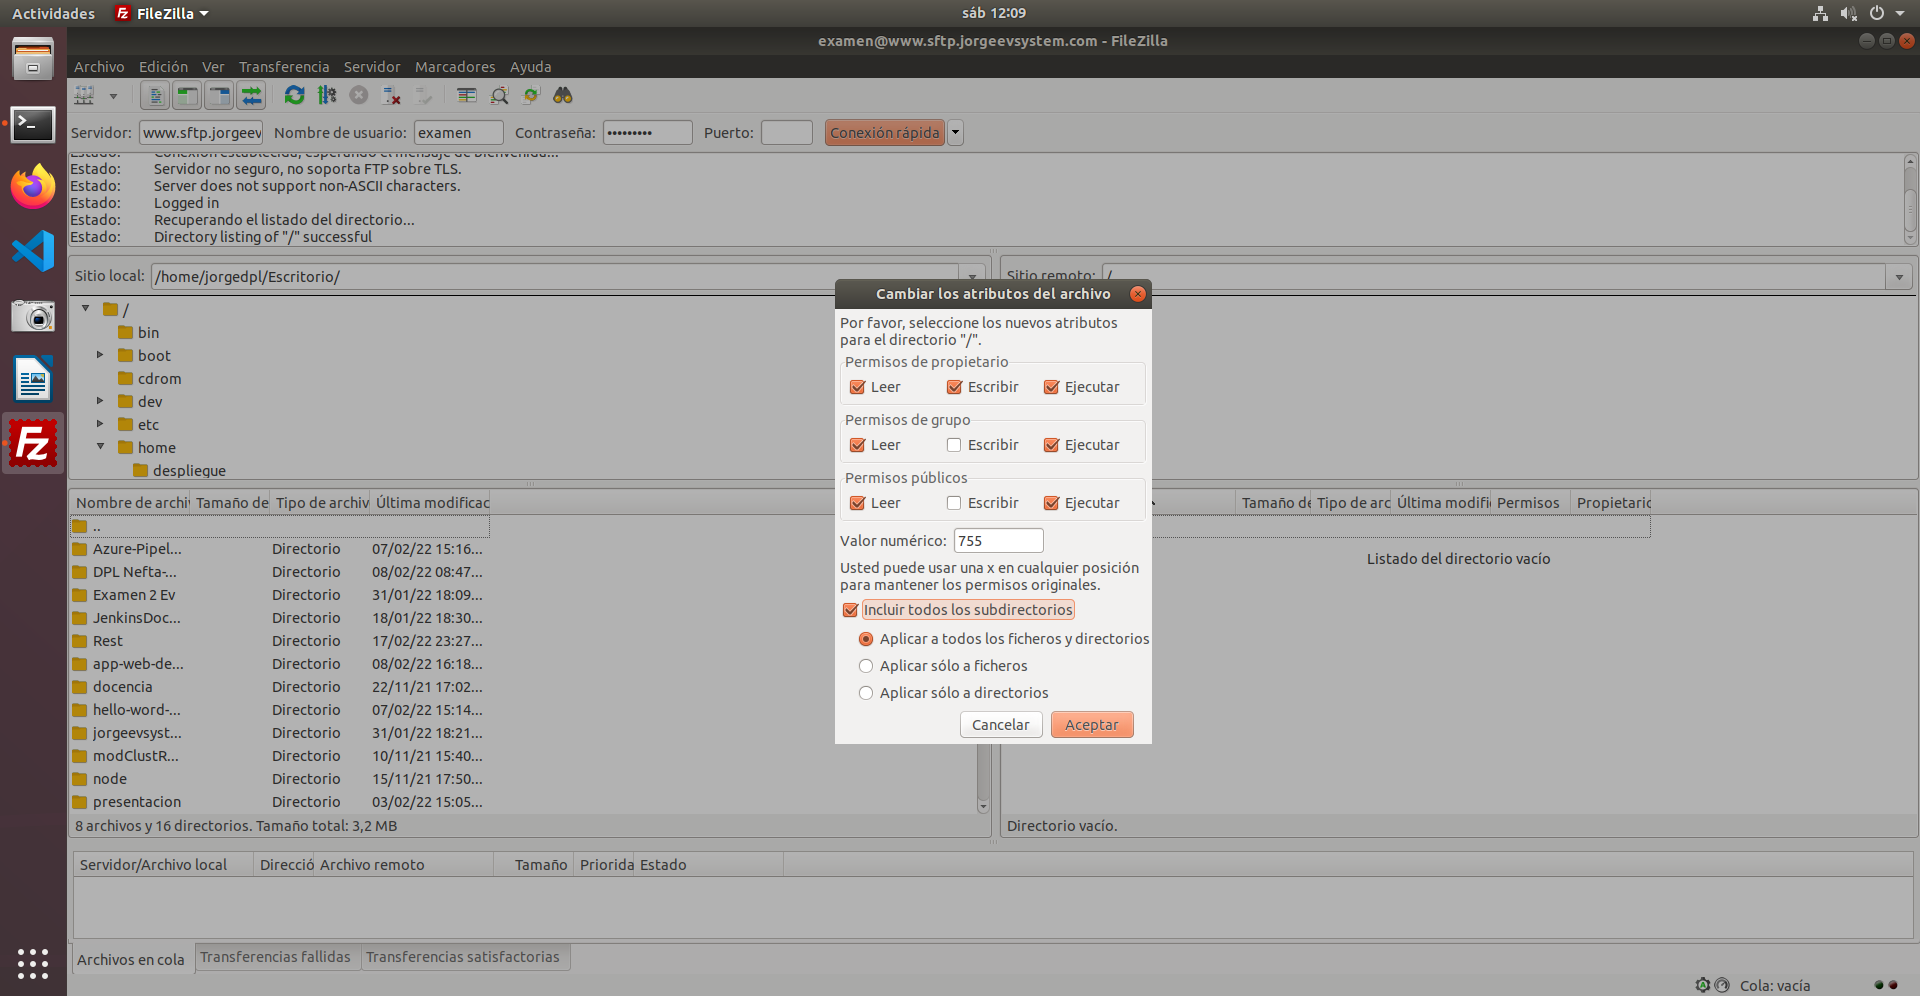 Actividades
FileZilla
sáb 12:09
examen@www.sftp.jorgeevsystem.com - FileZilla
Archivo Edición Ver Transferencia Servidor Marcadores Ayuda
Servidor: www.sftp.jorgeev Nombre de usuario: examen Contraseña: ••••••••• Puerto: Conexión rápida
Estado: Conexión establecida, esperando el mensaje de bienvenida...
Estado: Servidor no seguro, no soporta FTP sobre TLS.
Estado: Server does not support non-ASCII characters.
Estado: Logged in
Estado: Recuperando el listado del directorio...
Estado: Directory listing of "/" successful
Sitio local: /home/jorgedpl/Escritorio/
/
bin
boot
cdrom
dev
etc
home
despliegue
Nombre de archi Tamaño de Tipo de archiv Última modificac
..
Azure-Pipel... Directorio 07/02/22 15:16...
DPL Nefta-... Directorio 08/02/22 08:47...
Examen 2 Ev Directorio 31/01/22 18:09...
JenkinsDoc... Directorio 18/01/22 18:30...
Rest Directorio 17/02/22 23:27...
app-web-de... Directorio 08/02/22 16:18...
docencia Directorio 22/11/21 17:02...
hello-word-... Directorio 07/02/22 15:14...
jorgeevsyst... Directorio 31/01/22 18:21...
modClustR... Directorio 10/11/21 15:40...
node Directorio 15/11/21 17:50...
presentacion Directorio 03/02/22 15:05...
8 archivos y 16 directorios. Tamaño total: 3,2 MB
Sitio remoto: /
Tamaño de Tipo de arc Última modifi Permisos Propietario
Listado del directorio vacío
Directorio vacío.
Cambiar los atributos del archivo
Por favor, seleccione los nuevos atributos
para el directorio "/".
Permisos de propietario
Leer Escribir Ejecutar
Permisos de grupo
Leer Escribir Ejecutar
Permisos públicos
Leer Escribir Ejecutar
Valor numérico: 755
Usted puede usar una x en cualquier posición
para mantener los permisos originales.
Incluir todos los subdirectorios
Aplicar a todos los ficheros y directorios
Aplicar sólo a ficheros
Aplicar sólo a directorios
Cancelar Aceptar
Servidor/Archivo local Direcció Archivo remoto Tamaño Priorida Estado
Archivos en cola Transferencias fallidas Transferencias satisfactorias
Cola: vacía